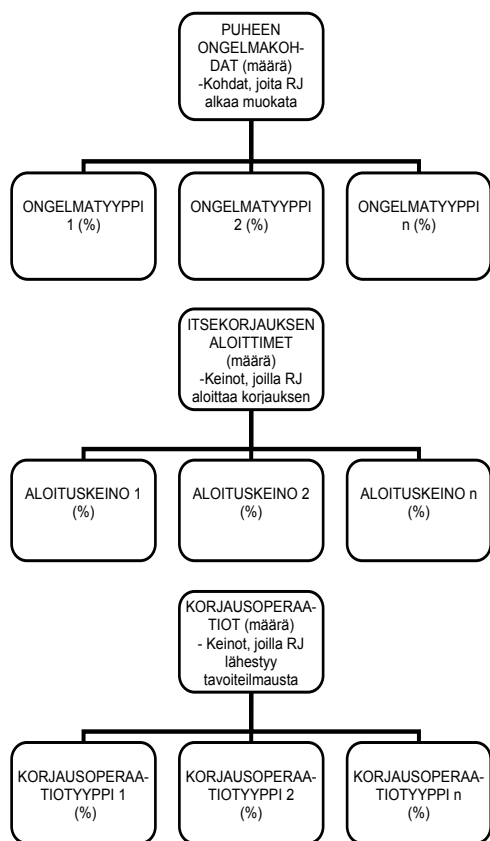 PUHEEN
ONGELMAKOH-
DAT (määrä)
-Kohdat, joita RJ
alkaa muokata
ONGELMATYYPPI
1 (%)
ONGELMATYYPPI
2 (%)
ONGELMATYYPPI
n (%)
ITSEKORJAUKSEN
ALOITTIMET
(määrä)
-Keinot, joilla RJ
aloittaa korjauksen
ALOITUSKEINO 1
(%)
ALOITUSKEINO 2
(%)
ALOITUSKEINO n
(%)
KORJAUSOPERAA-
TIOT (määrä)
- Keinot, joilla RJ
lähestyy
tavoiteilmausta
KORJAUSOPERAA-
TIOTYYPPI 1
(%)
KORJAUSOPERAA-
TIOTYYPPI 2
(%)
KORJAUSOPERAA-
TIOTYYPPI n
(%)